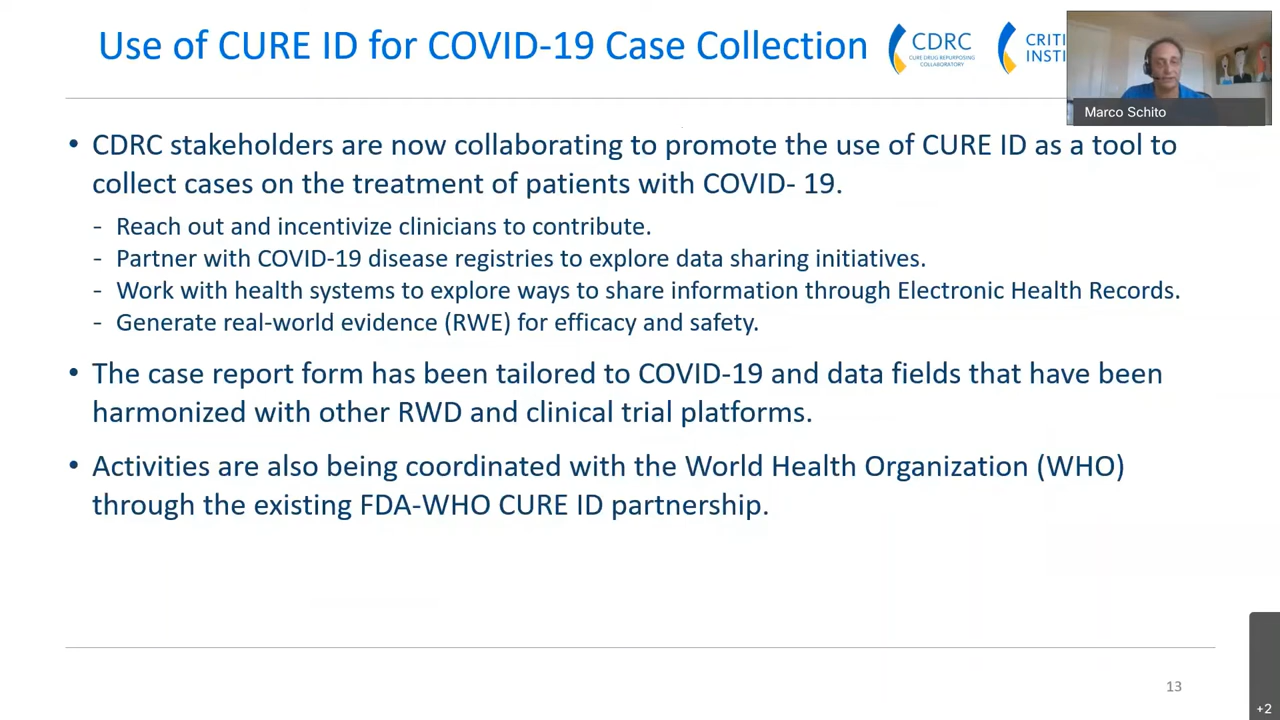 Use of CURE ID for COVID-19 Case Collection
CDRC
CURE DRUG REPURPOSING
COLLABORATORY
CRITI
INSTI
Marco Schito
• CDRC stakeholders are now collaborating to promote the use of CURE ID as a tool to
collect cases on the treatment of patients with COVID- 19.
- Reach out and incentivize clinicians to contribute.
- Partner with COVID-19 disease registries to explore data sharing initiatives.
- Work with health systems to explore ways to share information through Electronic Health Records.
- Generate real-world evidence (RWE) for efficacy and safety.
• The case report form has been tailored to COVID-19 and data fields that have been
harmonized with other RWD and clinical trial platforms.
• Activities are also being coordinated with the World Health Organization (WHO)
through the existing FDA-WHO CURE ID partnership.
13
+2